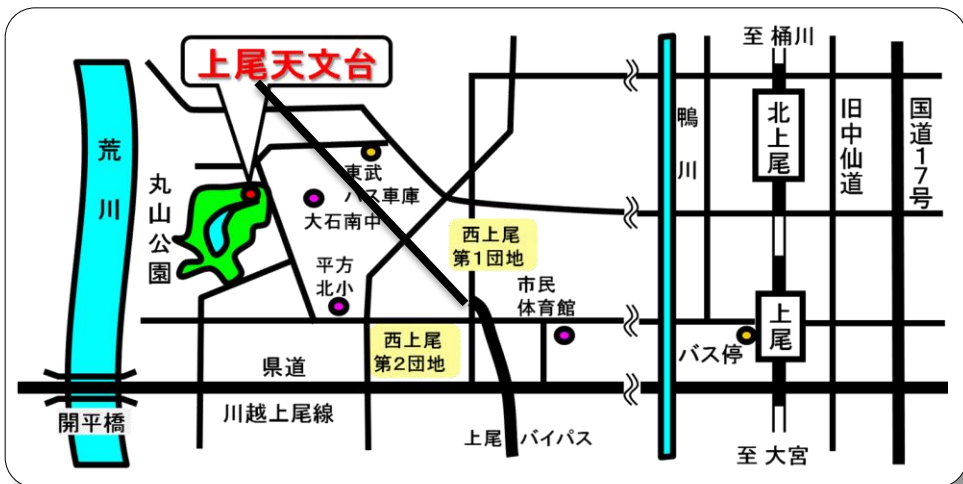 至 桶川
上尾天文台
荒川
丸山公園
東武
バス車庫
大石南中
平方
北小
西上尾
第1団地
西上尾
第2団地
市民
体育館
鴨川
北上尾
旧中仙道
国道17号
上尾
バス停
県道
川越上尾線
開平橋
上尾 バイパス
至 大宮